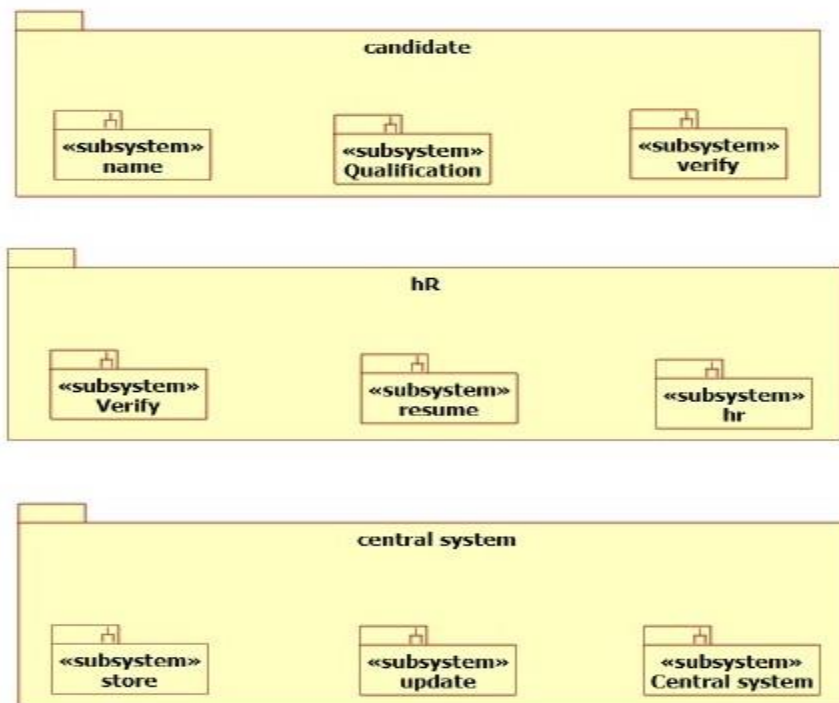 candidate
«subsystem»
name
«subsystem»
Qualification
«subsystem»
verify
hR
«subsystem»
Verify
«subsystem»
resume
«subsystem»
hr
central system
«subsystem»
store
«subsystem»
update
«subsystem»
Central system